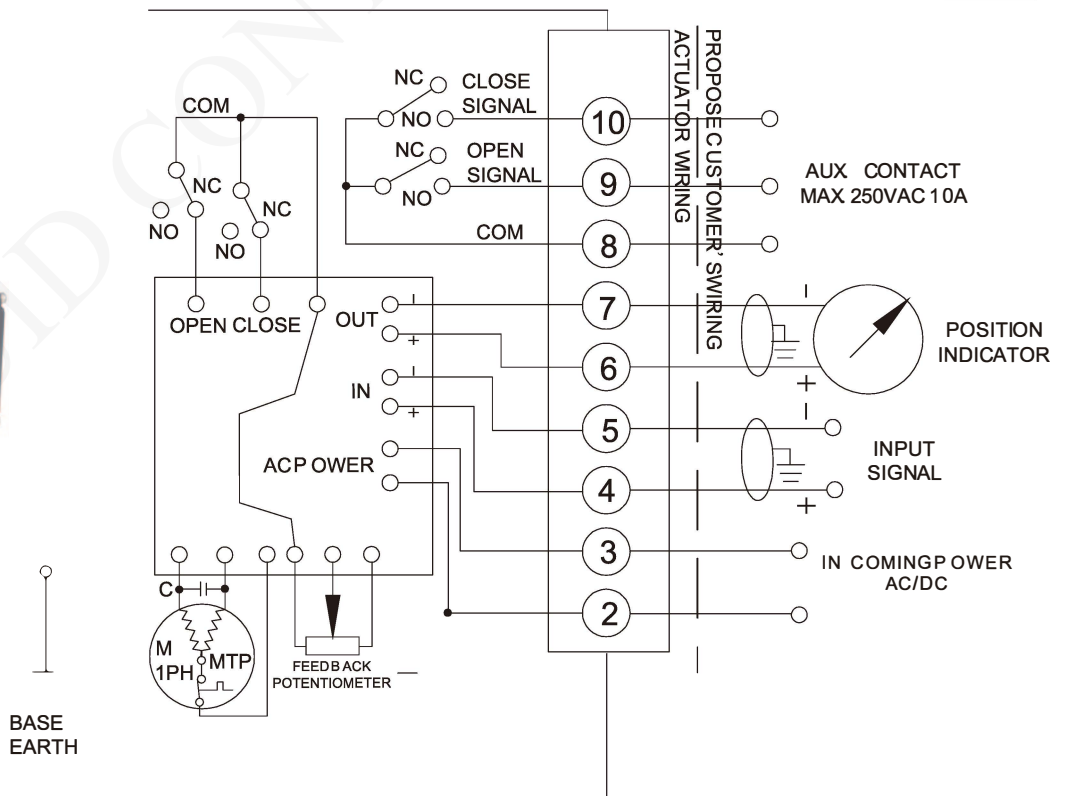 COM
NC
NO
NC
NO
NC
CLOSE
SIGNAL
NO
NC
OPEN
SIGNAL
NO
COM
10
9
8
7
6
5
4
3
2
PROPOSE CUSTOMER' SWIRING
ACTUATOR WIRING
AUX. CONTACT
MAX 250VAC 10A
OPEN CLOSE
OUT
-
+
IN
-
+
ACP OWER
-
+
POSITION
INDICATOR
-
+
INPUT
SIGNAL
IN COMINGP OWER
AC/DC
C
M
1PH
MTP
FEEDB ACK
POTENTIOMETER
BASE
EARTH